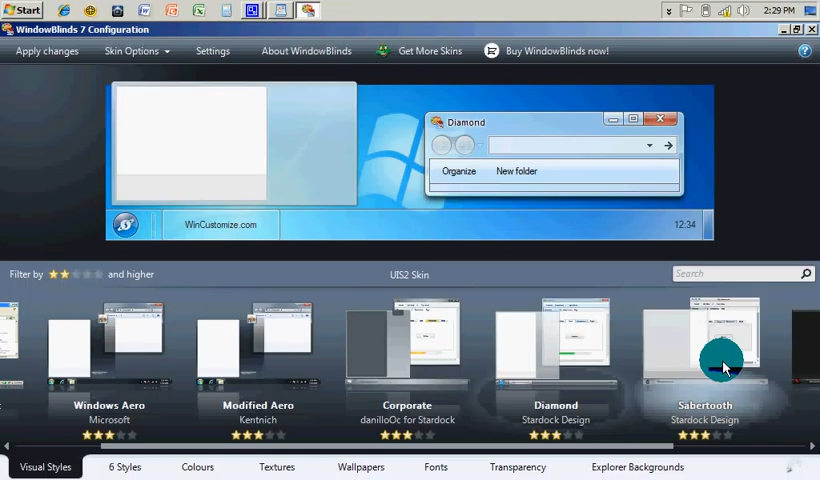 Start
2:29 PM
WindowBlinds 7 Configuration
Apply changes Skin Options Settings About WindowBlinds Get More Skins Buy WindowBlinds now!
Diamond
Organize New folder
WinCustomize.com 12:34
Filter by and higher UIS2 Skin Search
Windows Aero Modified Aero Corporate Diamond Sabertooth
Microsoft Kentnich danilloOc for Stardock Stardock Design Stardock Design
Visual Styles 6 Styles Colours Textures Wallpapers Fonts Transparency Explorer Backgrounds